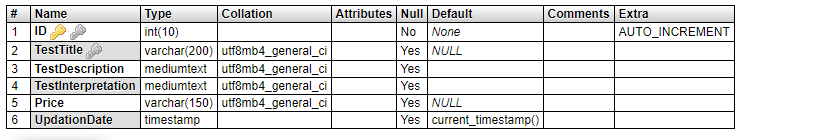 # Name Type Collation Attributes Null Default Comments Extra
1 ID int(10) No None AUTO_INCREMENT
2 TestTitle varchar(200) utf8mb4_general_ci Yes NULL
3 TestDescription mediumtext utf8mb4_general_ci Yes
4 TestInterpretation mediumtext utf8mb4_general_ci Yes
5 Price varchar(150) utf8mb4_general_ci Yes NULL
6 UpdationDate timestamp Yes current_timestamp()